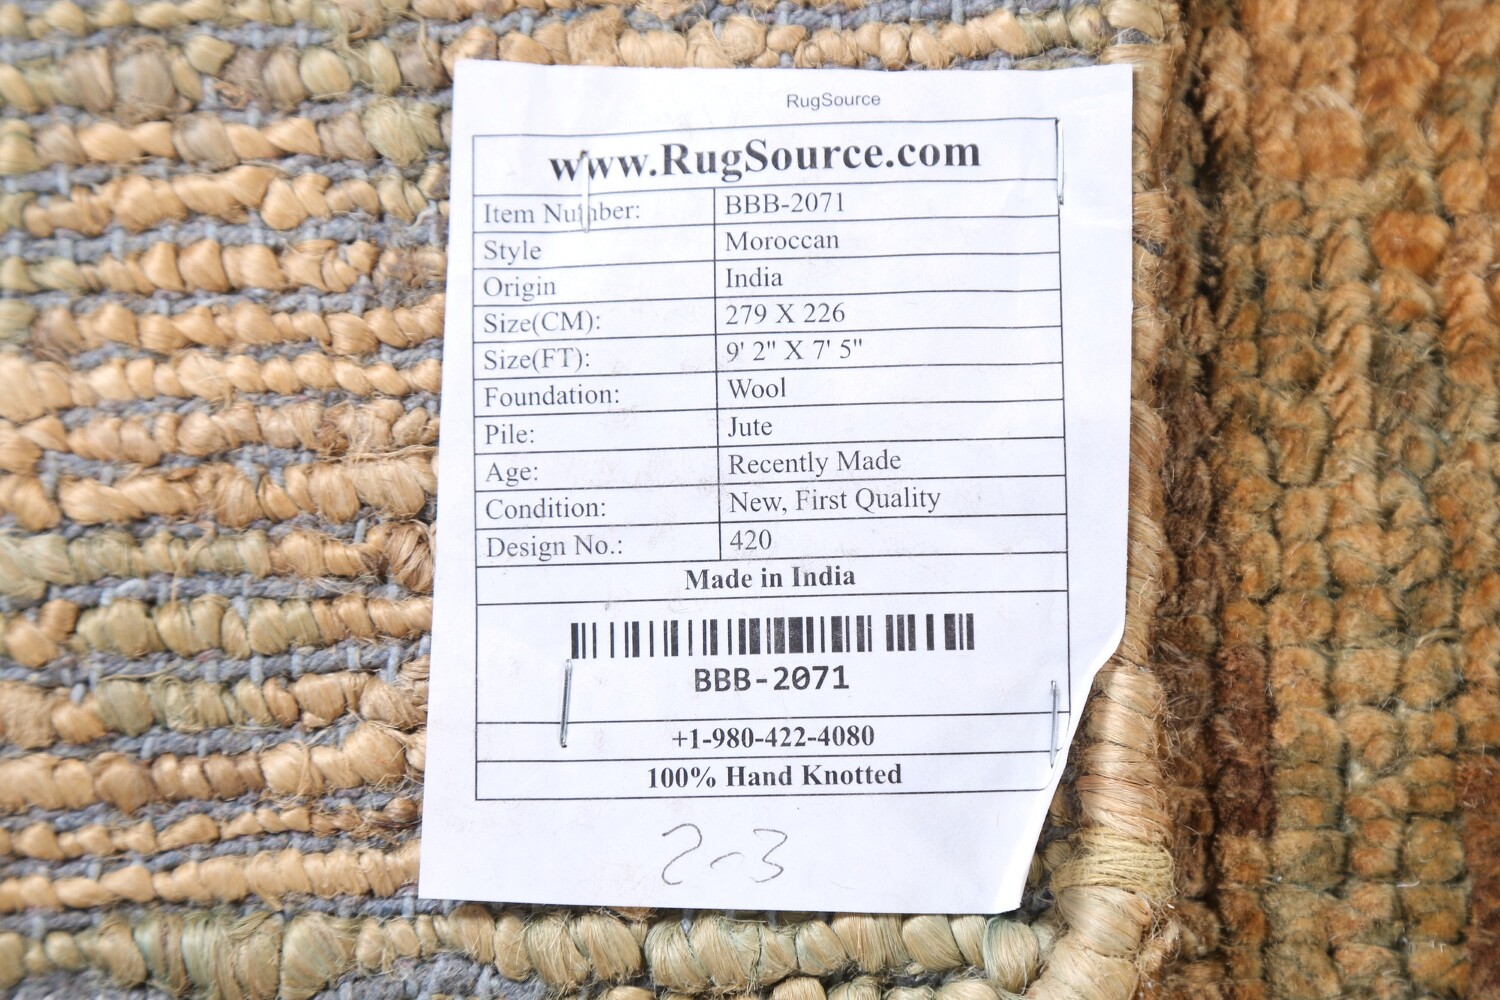 RugSource
www.RugSource.com
Item Number: BBB-2071
Style Moroccan
Origin India
Size(CM): 279 X 226
Size(FT): 9' 2" X 7' 5"
Foundation: Wool
Pile: Jute
Age: Recently Made
Condition: New, First Quality
Design No.: 420
Made in India
BBB-2071
+1-980-422-4080
100% Hand Knotted